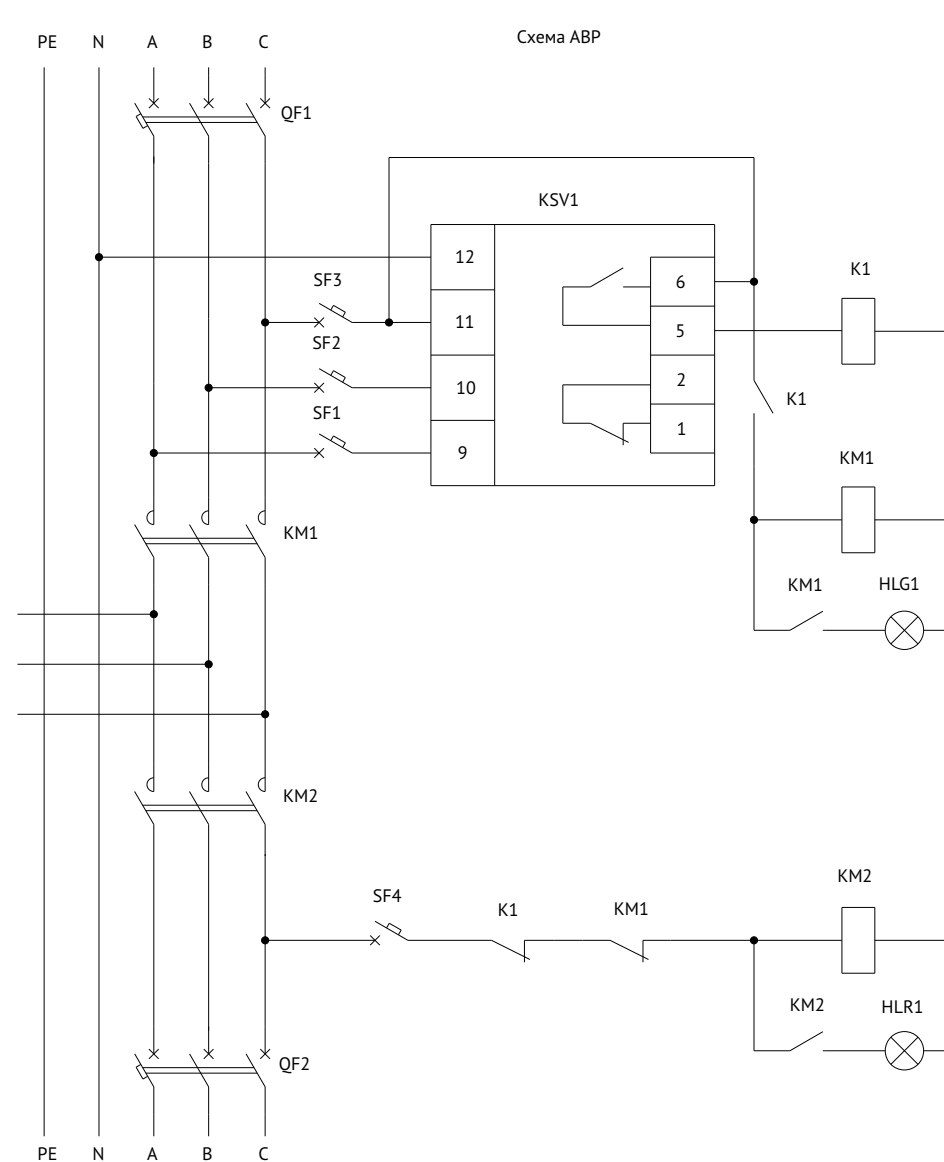 Схема АВР
PE N A B C
QF1
KSV1
12
SF3
6
K1
11
5
SF2
10
2
K1
SF1
1
9
KM1
KM1
KM1 HLG1
KM2
KM2
SF4
K1 KM1
KM2 HLR1
QF2
PE N A B C